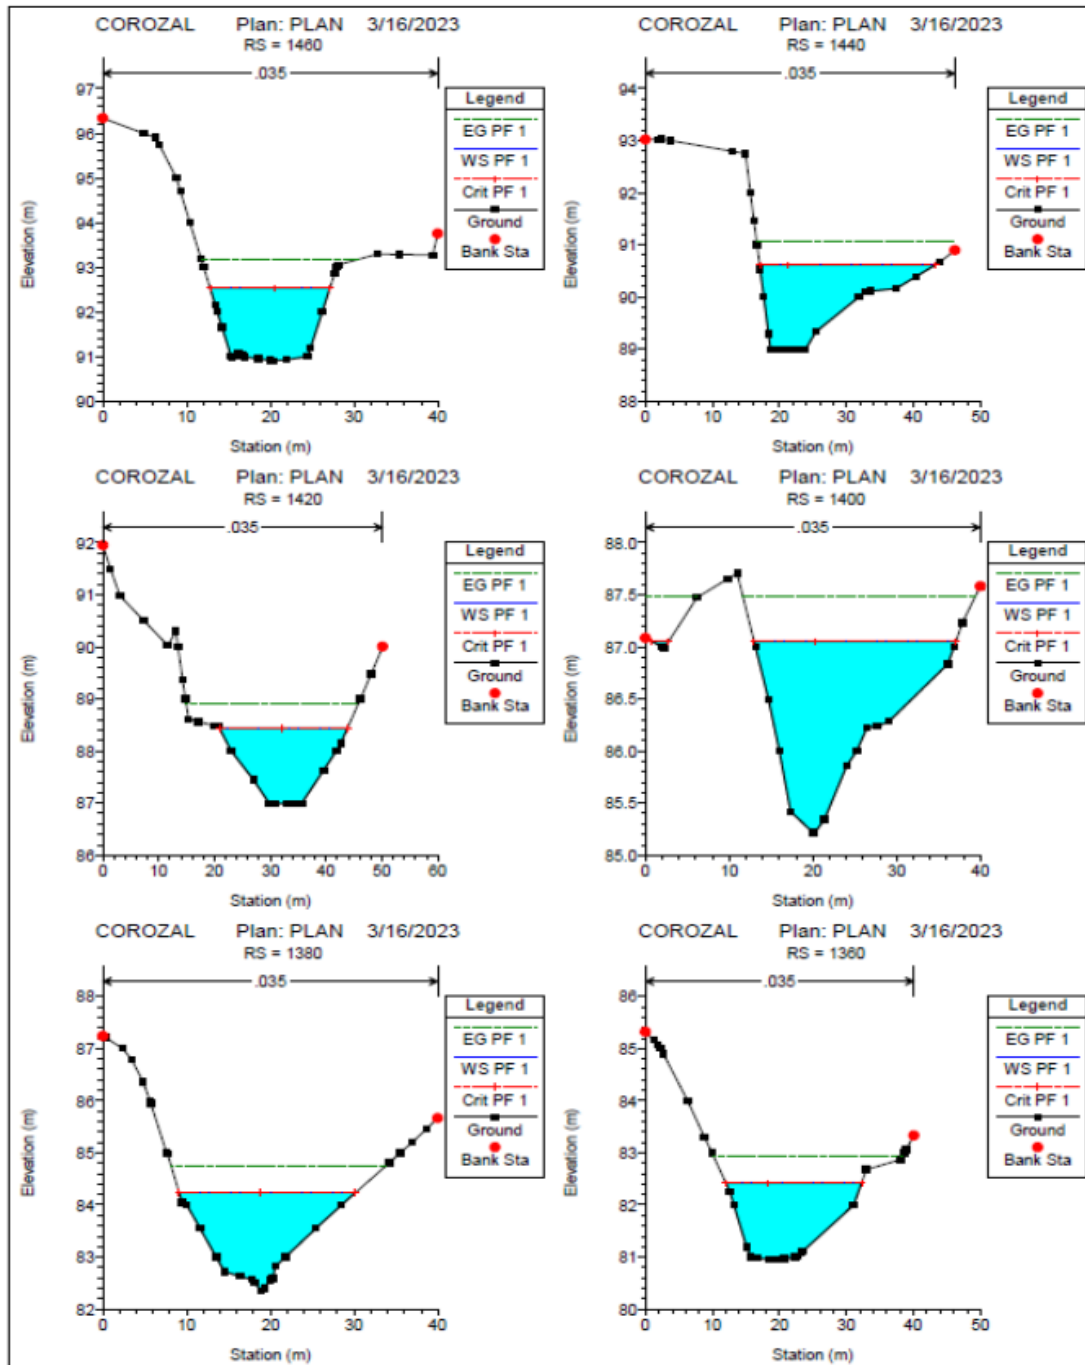 COROZAL Plan: PLAN 3/16/2023
RS = 1460
.035
97
96
95
94
93
92
91
90
Elevation (m)
0 10 20 30 40
Station (m)
Legend
EG PF 1
WS PF 1
Crit PF 1
Ground
Bank Sta
COROZAL Plan: PLAN 3/16/2023
RS = 1440
.035
94
93
92
91
90
89
88
Elevation (m)
0 10 20 30 40 50
Station (m)
Legend
EG PF 1
WS PF 1
Crit PF 1
Ground
Bank Sta
COROZAL Plan: PLAN 3/16/2023
RS = 1420
.035
92
91
90
89
88
87
86
Elevation (m)
0 10 20 30 40 50 60
Station (m)
Legend
EG PF 1
WS PF 1
Crit PF 1
Ground
Bank Sta
COROZAL Plan: PLAN 3/16/2023
RS = 1400
.035
88.0
87.5
87.0
86.5
86.0
85.5
85.0
Elevation (m)
0 10 20 30 40
Station (m)
Legend
EG PF 1
WS PF 1
Crit PF 1
Ground
Bank Sta
COROZAL Plan: PLAN 3/16/2023
RS = 1380
.035
88
87
86
85
84
83
82
Elevation (m)
0 10 20 30 40
Station (m)
Legend
EG PF 1
WS PF 1
Crit PF 1
Ground
Bank Sta
COROZAL Plan: PLAN 3/16/2023
RS = 1360
.035
86
85
84
83
82
81
80
Elevation (m)
0 10 20 30 40 50
Station (m)
Legend
EG PF 1
WS PF 1
Crit PF 1
Ground
Bank Sta